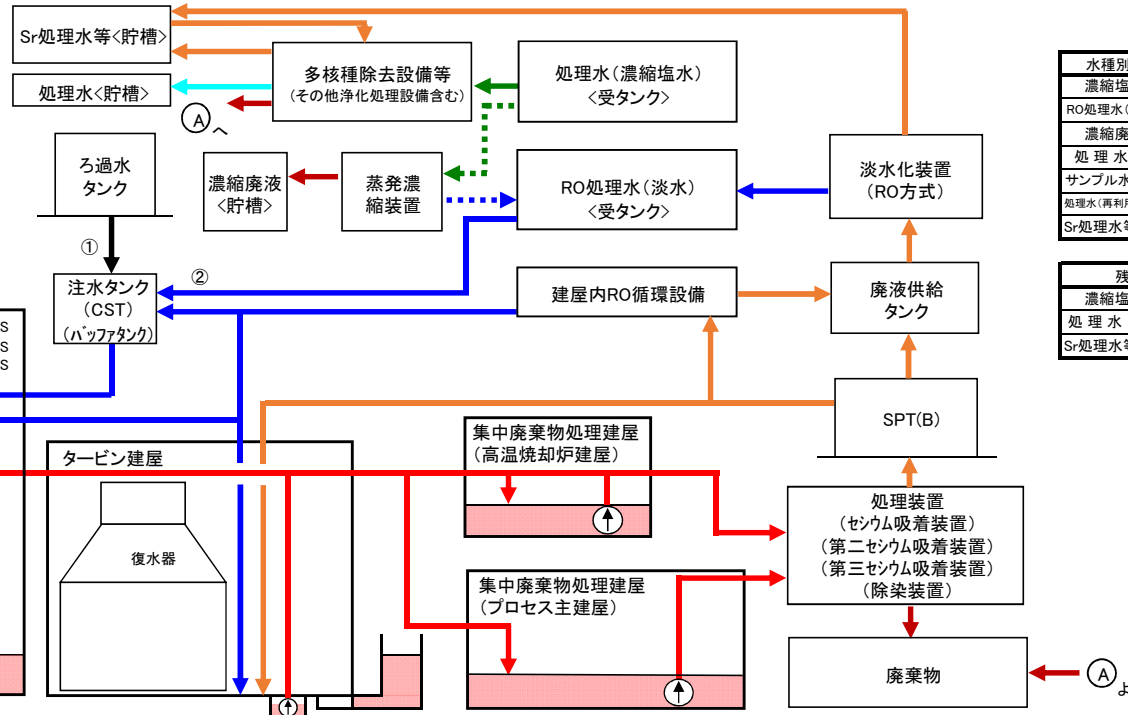 Sr処理水等<貯槽>
処理水<貯槽>
多核種除去設備等
(その他浄化処理設備含む)
Aへ
処理水(濃縮塩水)
<受タンク>
ろ過水
タンク
濃縮廃液
<貯槽>
蒸発濃
縮装置
RO処理水(淡水)
<受タンク>
淡水化装置
(RO方式)
①
②
注水タンク
(CST)
(バッファタンク)
建屋内RO循環設備
廃液供給
タンク
SPT(B)
S
S
S
タービン建屋
復水器
集中廃棄物処理建屋
(高温焼却炉建屋)
集中廃棄物処理建屋
(プロセス主建屋)
処理装置
(セシウム吸着装置)
(第二セシウム吸着装置)
(第三セシウム吸着装置)
(除染装置)
廃棄物
Aよ
水種別
濃縮塩
RO処理水(
濃縮廃
処理水
サンプル水
処理水(再利用
Sr処理水等
残
濃縮塩
処理水
Sr処理水等